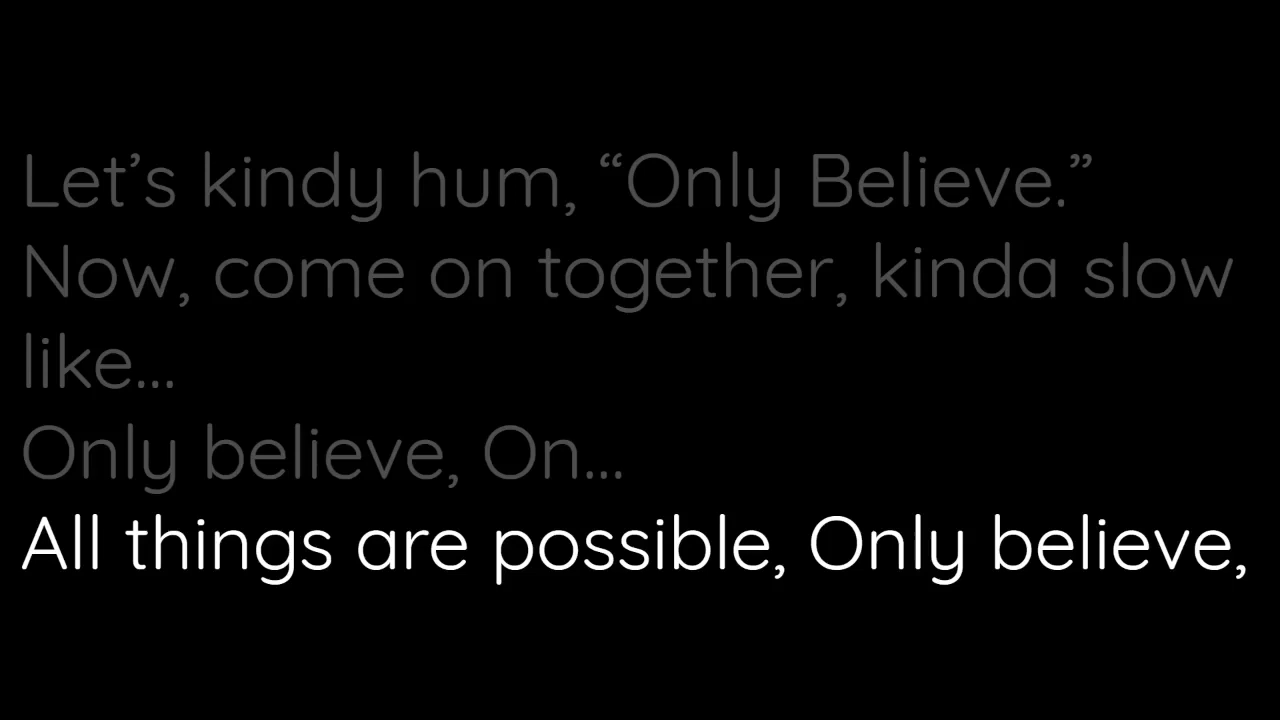 Let’s kindy hum, “Only Believe.”
Now, come on together, kinda slow
like...
Only believe, On...
All things are possible, Only believe,